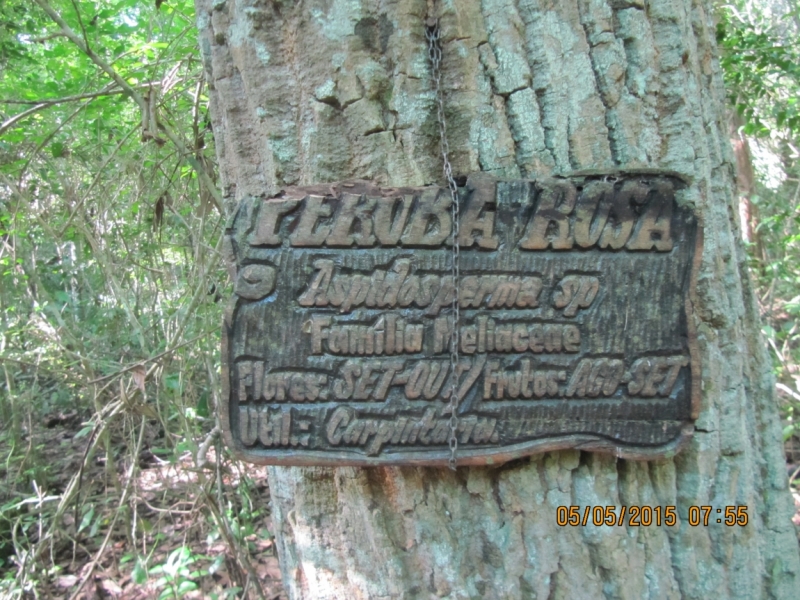 PEROBA ROSA
Aspidosperma sp
Família Meliaceae
Flores: SET-OUT/Frutos: AGO-SET
Util.: Carpintaria.
05/05/2015 07:55